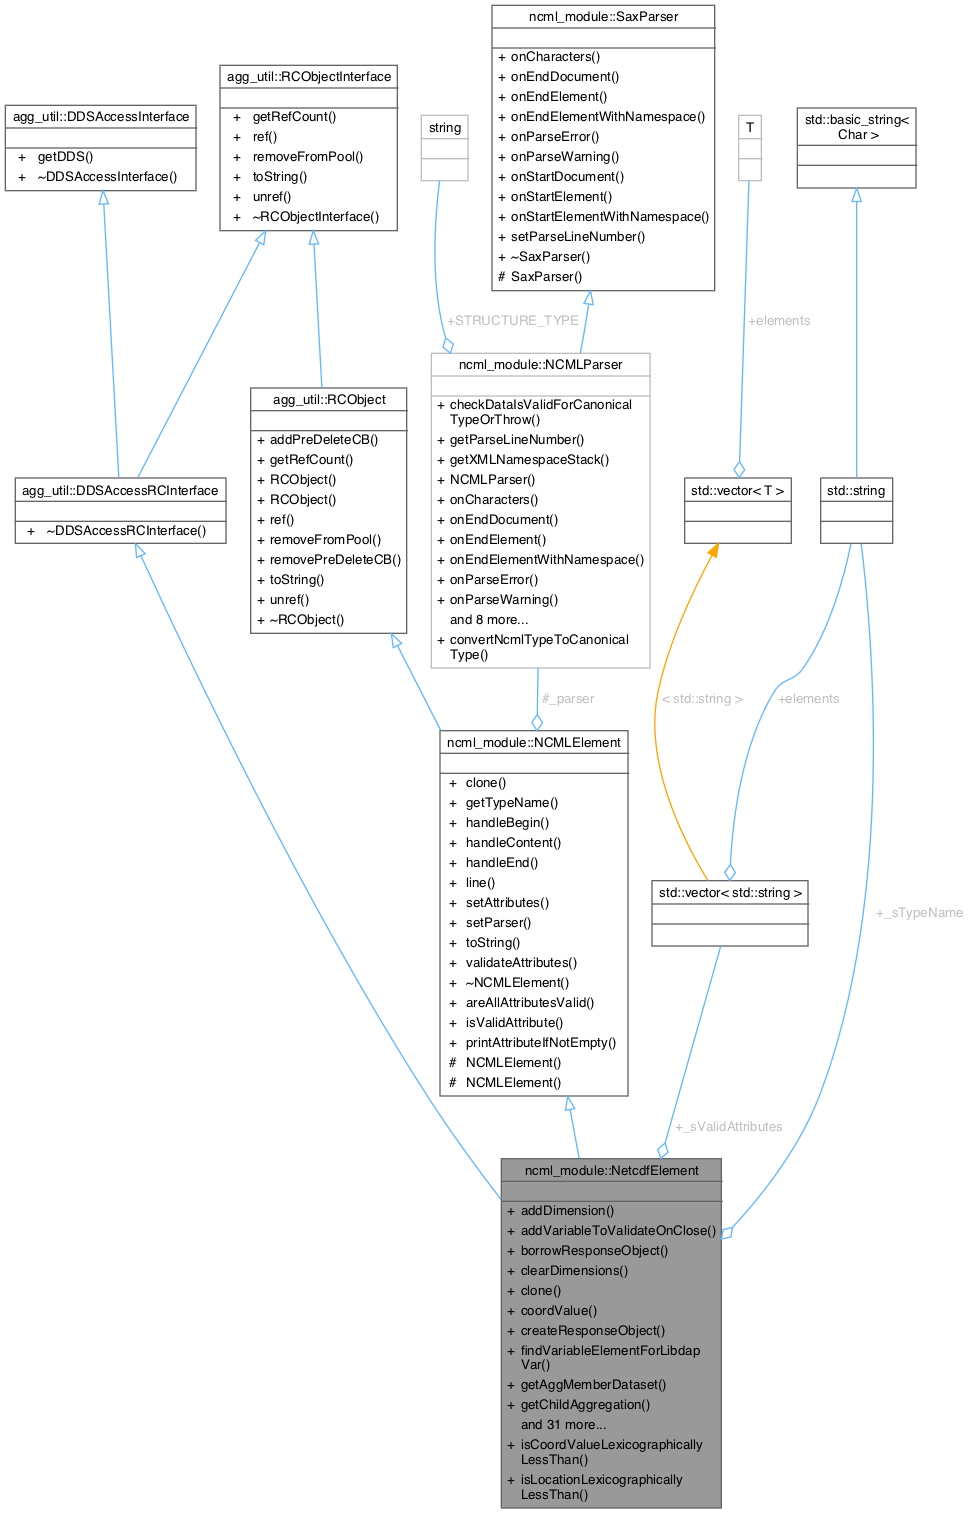 ncml_module::SaxParser
+ onCharacters()
+ onEndDocument()
+ onEndElement()
+ onEndElementWithNamespace()
+ onParseError()
+ onParseWarning()
+ onStartDocument()
+ onStartElement()
+ onStartElementWithNamespace()
+ setParseLineNumber()
+ ~SaxParser()
# SaxParser()
agg_util::RCObjectInterface
+ getRefCount()
+ ref()
+ removeFromPool()
+ toString()
+ unref()
+ ~RCObjectInterface()
agg_util::DDSAccessInterface
+ getDDS()
+ ~DDSAccessInterface()
string
T
std::basic_string<
Char >
+STRUCTURE_TYPE
+elements
ncml_module::NCMLParser
+ checkDataIsValidForCanonical
TypeOrThrow()
+ getParseLineNumber()
+ getXMLNamespaceStack()
+ NCMLParser()
+ onCharacters()
+ onEndDocument()
+ onEndElement()
+ onEndElementWithNamespace()
+ onParseError()
+ onParseWarning()
and 8 more...
+ convertNcmlTypeToCanonical
Type()
agg_util::RCObject
+ addPreDeleteCB()
+ getRefCount()
+ RCObject()
+ RCObject()
+ ref()
+ removeFromPool()
+ removePreDeleteCB()
+ toString()
+ unref()
+ ~RCObject()
agg_util::DDSAccessRCInterface
+ ~DDSAccessRCInterface()
std::vector< T >
std::string
#_parser
< std::string >
+elements
ncml_module::NCMLElement
+ clone()
+ getTypeName()
+ handleBegin()
+ handleContent()
+ handleEnd()
+ line()
+ setAttributes()
+ setParser()
+ toString()
+ validateAttributes()
+ ~NCMLElement()
+ areAllAttributesValid()
+ isValidAttribute()
+ printAttributeIfNotEmpty()
# NCMLElement()
# NCMLElement()
std::vector< std::string >
+_sTypeName
+_sValidAttributes
ncml_module::NetcdfElement
+ addDimension()
+ addVariableToValidateOnClose()
+ borrowResponseObject()
+ clearDimensions()
+ clone()
+ coordValue()
+ createResponseObject()
+ findVariableElementForLibdap
Var()
+ getAggMemberDataset()
+ getChildAggregation()
and 31 more...
+ isCoordValueLexicographically
LessThan()
+ isLocationLexicographically
LessThan()